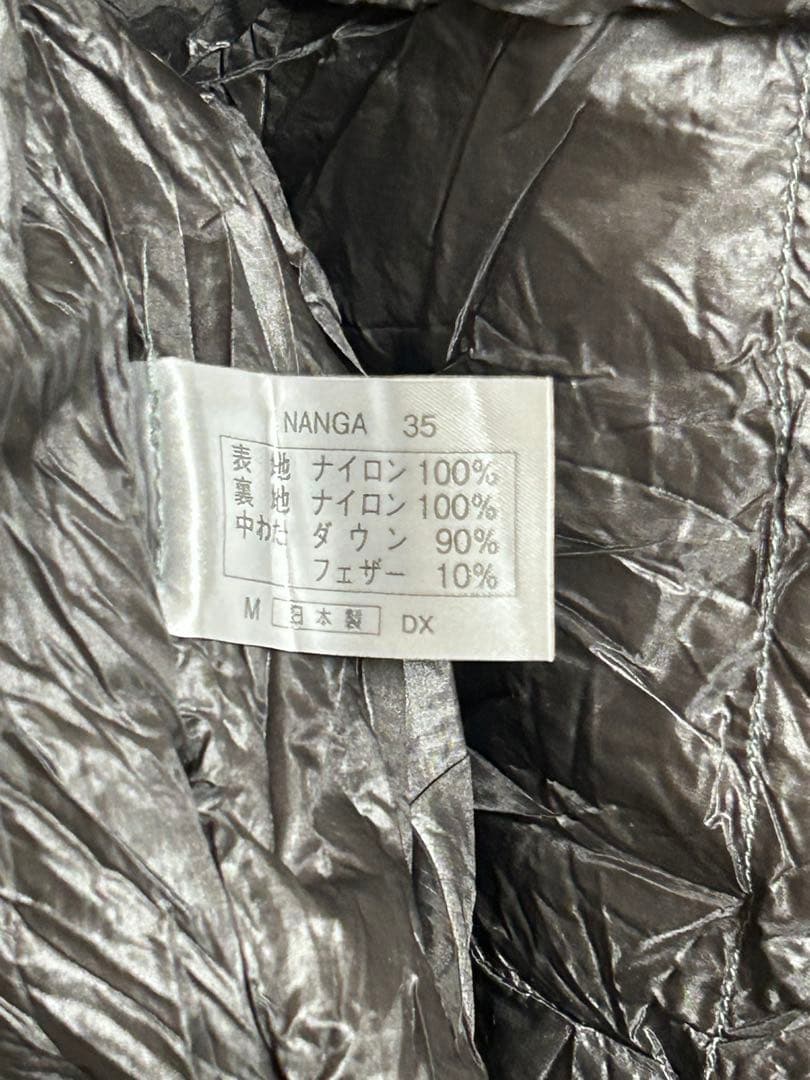 NANGA 35
表地 ナイロン 100%
裏地 ナイロン 100%
中わた ダウン 90%
フェザー 10%
M 日本製 DX